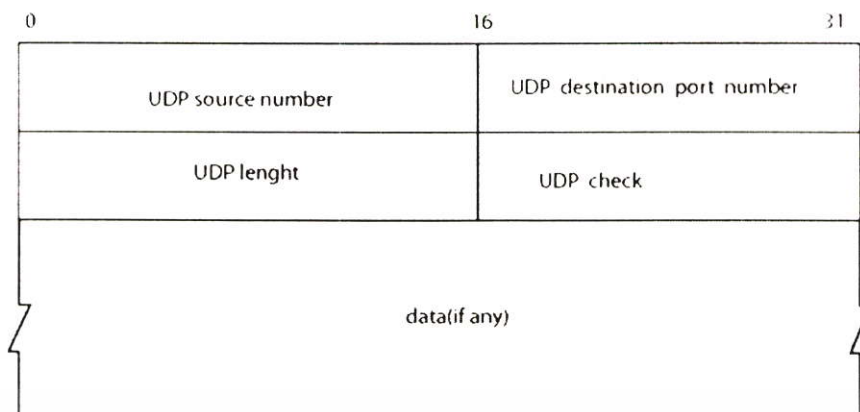 0 16 31
UDP source number UDP destination port number
UDP lenght UDP check
data(if any)